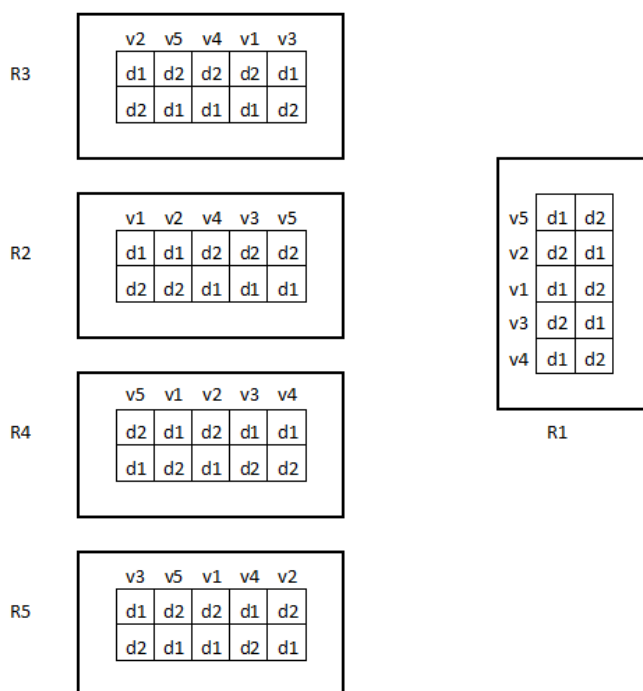 v2 v5 v4 v1 v3
R3
d1 d2 d2 d2 d1
d2 d1 d1 d1 d2
v1 v2 v4 v3 v5
R2
d1 d1 d2 d2 d2
d2 d2 d1 d1 d1
v5 v1 v2 v3 v4
R4
d2 d1 d2 d1 d1
d1 d2 d1 d2 d2
v3 v5 v1 v4 v2
R5
d1 d2 d2 d1 d2
d2 d1 d1 d2 d1
v5 d1 d2
v2 d2 d1
v1 d1 d2
v3 d2 d1
v4 d1 d2
R1